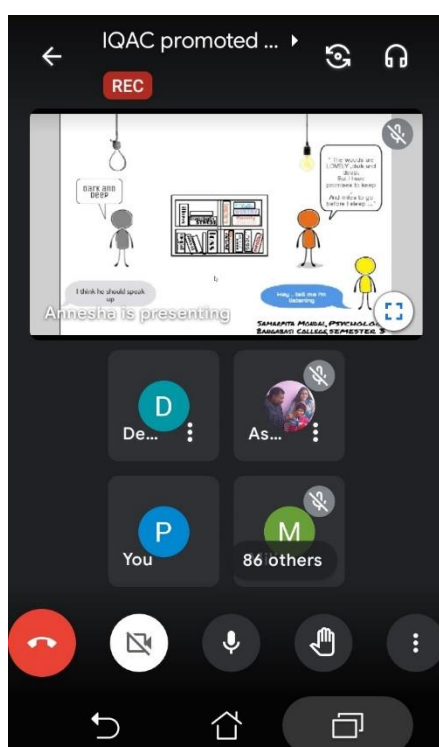 IQAC promoted ...
REC
DARK AND
DEEP
" The woods are
LOVELY , dark and
deep,
But I have
promises to keep
And miles to go
before I sleep ..."
STRESS
I think he should speak
up
Hey , tell me I'm
listening
Annesha is presenting
SAMARPITA MONDAL, PSYCHOLOGY
BANGABASI COLLEGE, SEMESTER 3
D
De...
As...
P
You
M
86 others